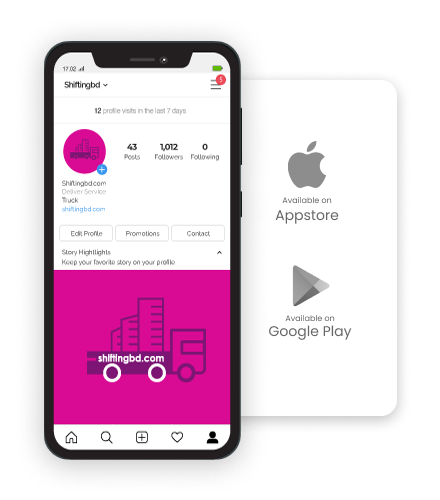 17.02
Shiftingbd
5
12 profile visits in the last 7 days
43
Posts
1,012
Followers
0
Following
Shiftingbd.com
Deliver Service
Truck
shiftingbd.com
Edit Profile
Promotions
Contact
Story Hightlights
Keep your favorite story on your profile
shiftingbd.com
Available on
Appstore
Available on
Google Play